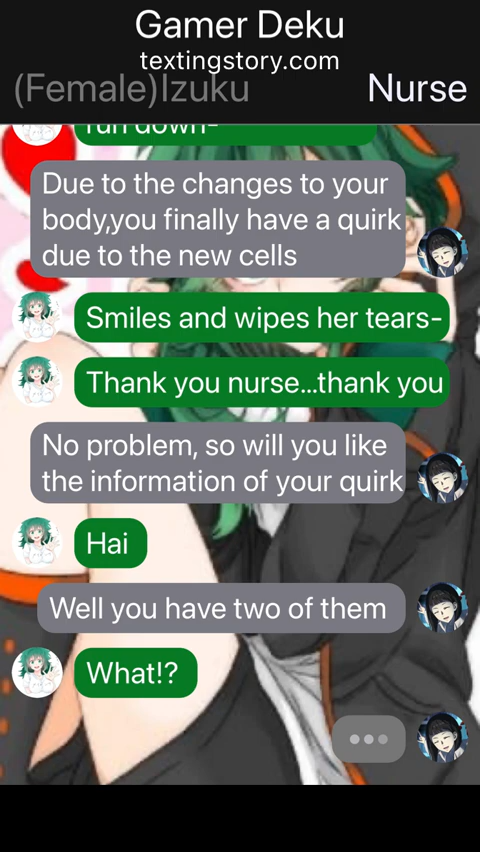 Gamer Deku
textingstory.com
(Female)Izuku
Nurse
run down-
Due to the changes to your
body,you finally have a quirk
due to the new cells
Smiles and wipes her tears-
Thank you nurse...thank you
No problem, so will you like
the information of your quirk
Hai
Well you have two of them
What!?